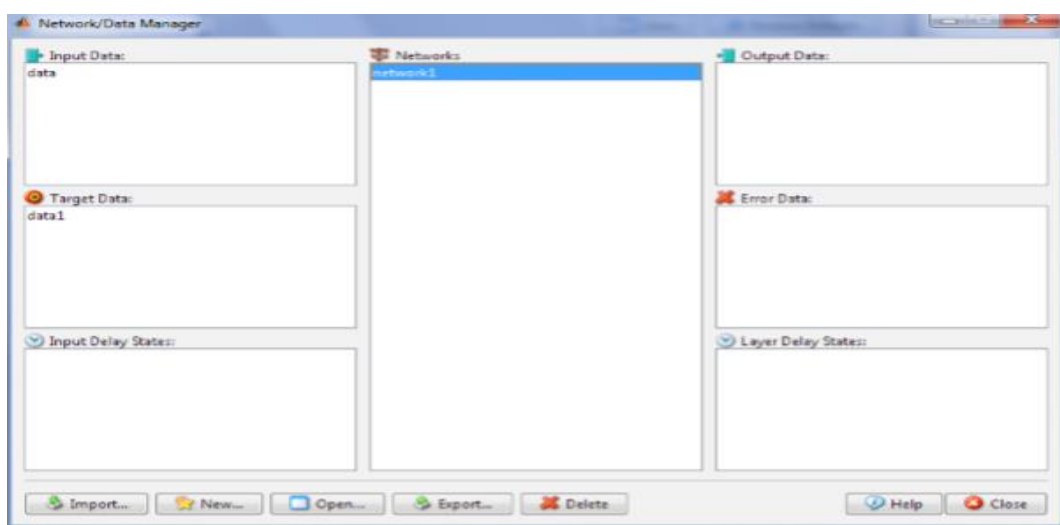 Network/Data Manager
Input Data:
data
Networks
network1
Output Data:
Target Data:
data1
Error Data:
Input Delay States:
Layer Delay States:
Import...
New...
Open...
Export...
Delete
Help
Close